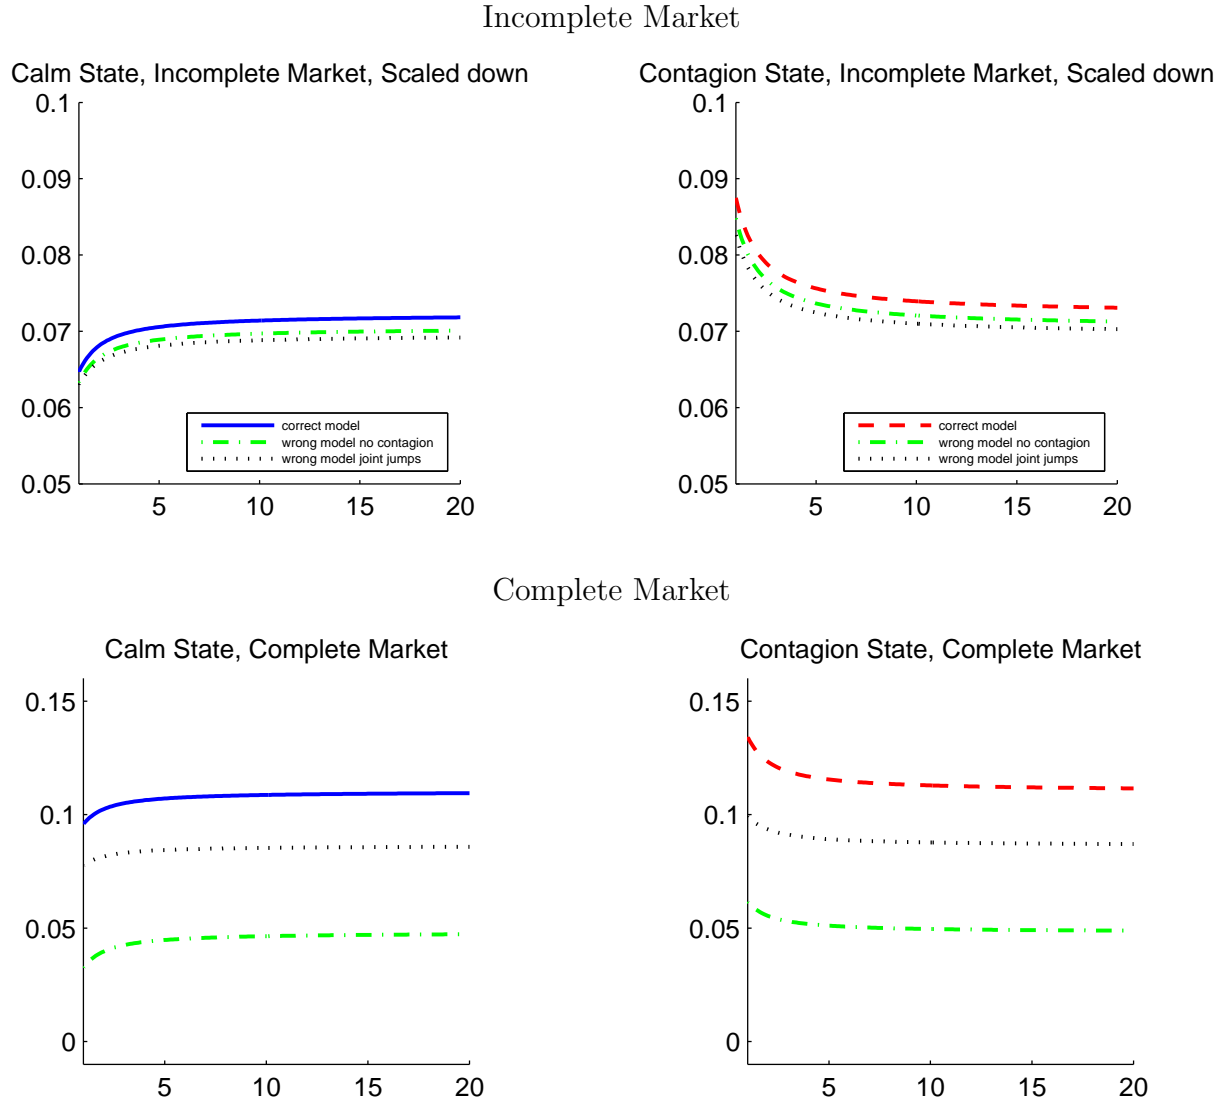 Incomplete Market
Calm State, Incomplete Market, Scaled down
0.1
0.09
0.08
0.07
0.06
0.05
5 10 15 20
correct model
wrong model no contagion
wrong model joint jumps
Contagion State, Incomplete Market, Scaled down
0.1
0.09
0.08
0.07
0.06
0.05
5 10 15 20
correct model
wrong model no contagion
wrong model joint jumps
Complete Market
Calm State, Complete Market
0.15
0.1
0.05
0
5 10 15 20
Contagion State, Complete Market
0.15
0.1
0.05
0
5 10 15 20